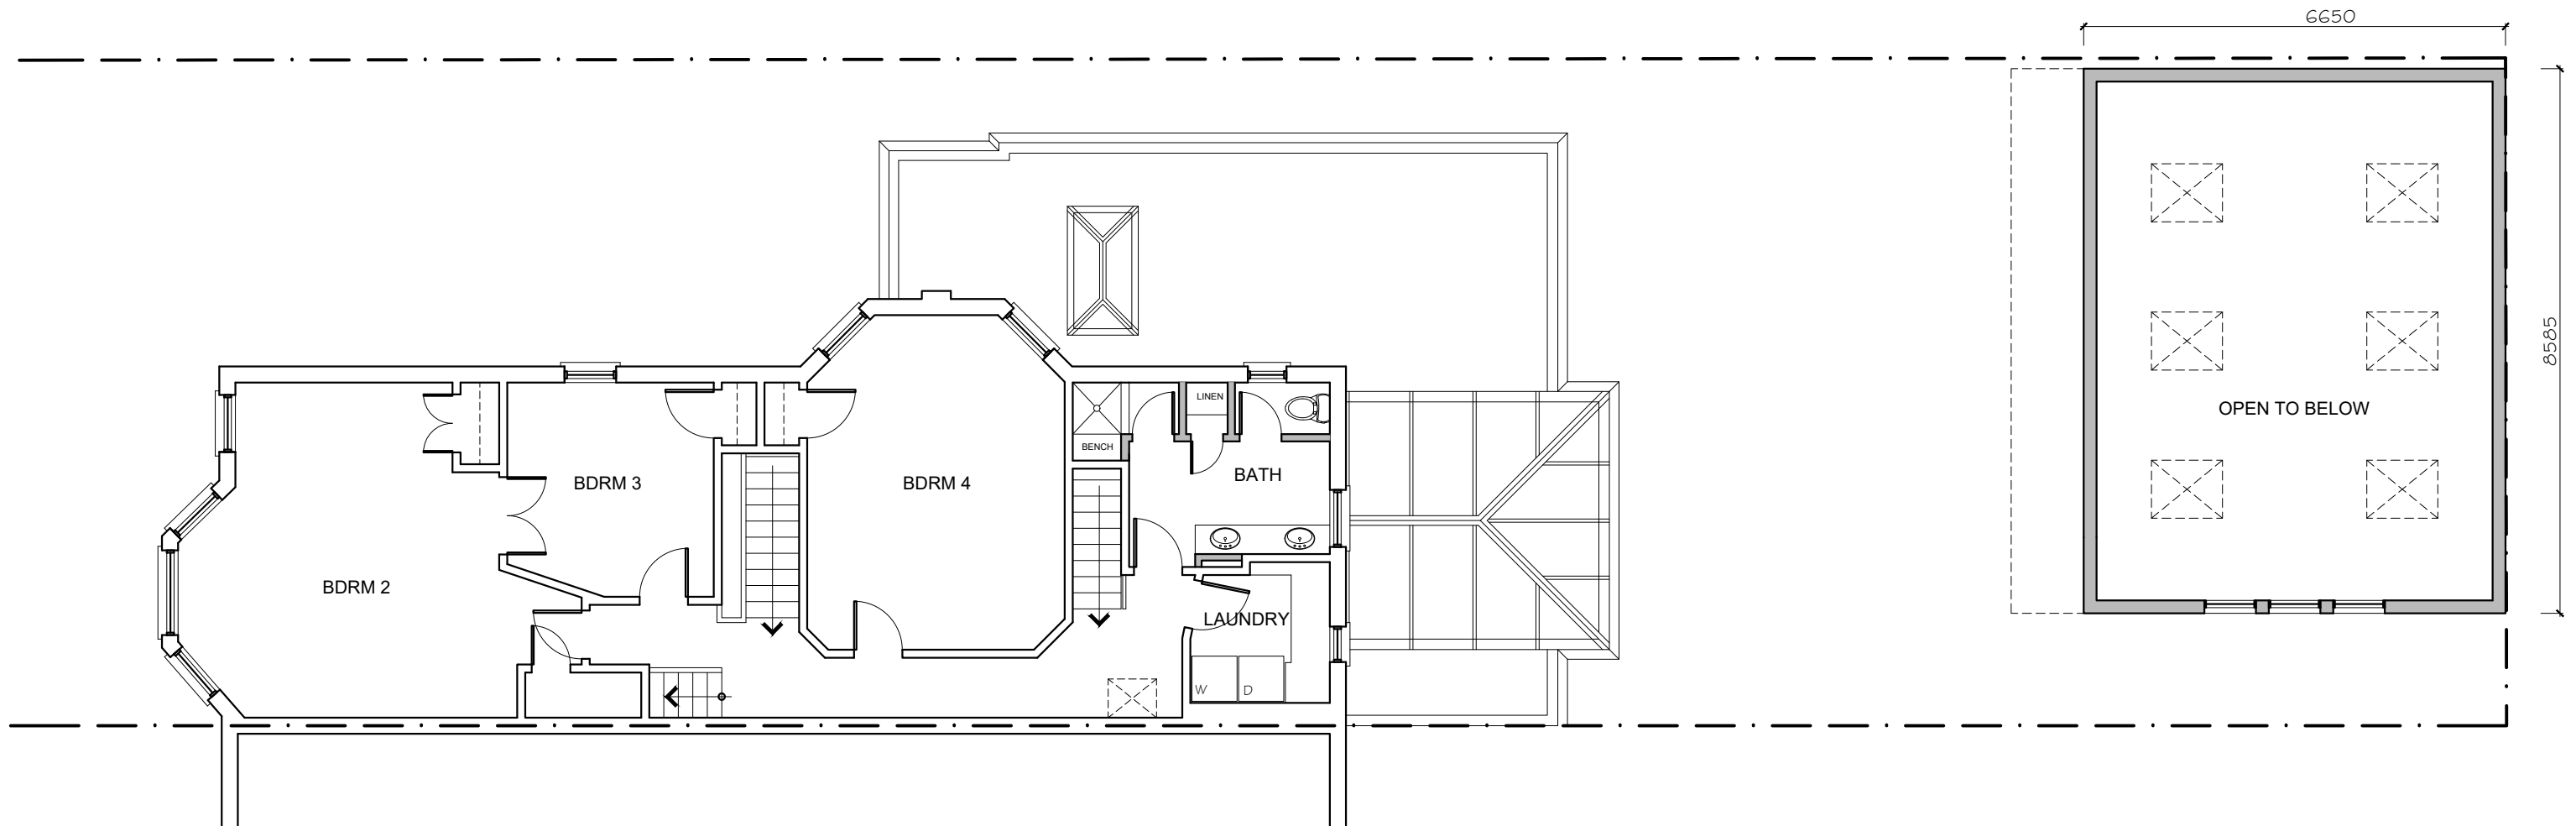 6650
LINEN
OPEN TO BELOW
8585
BENCH
BATH
BDRM 3
BDRM 4
BDRM 2
LAUNDRY
W
D